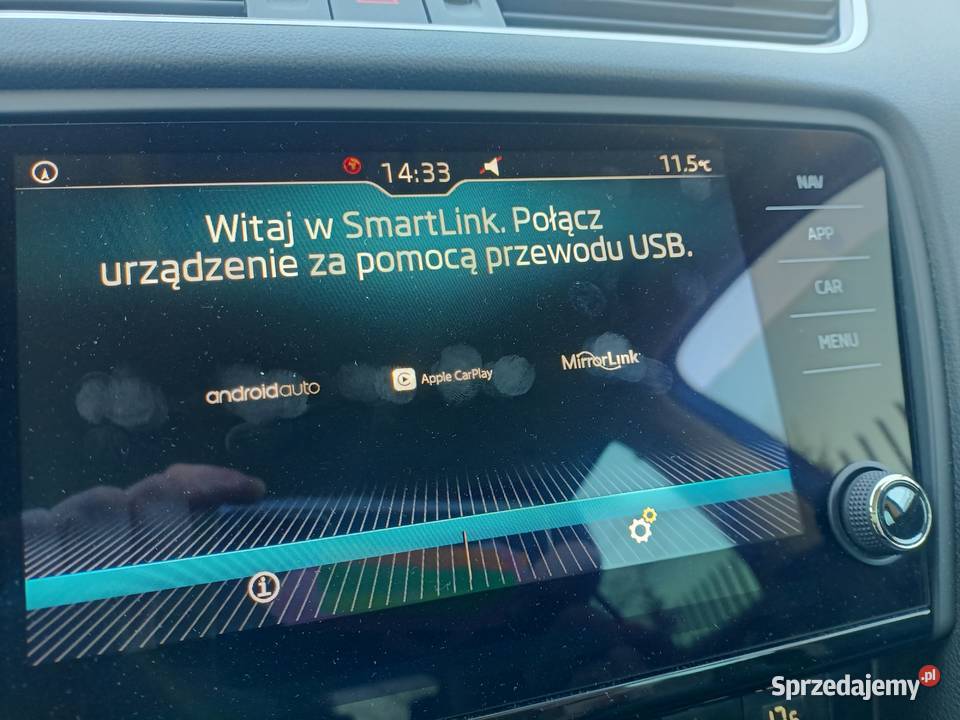 14:33
11.5°C
Witaj w SmartLink. Połącz
urządzenie za pomocą przewodu USB.
androidauto
Apple CarPlay
MirrorLink
NAV
APP
CAR
MENU
Sprzedajemy.pl